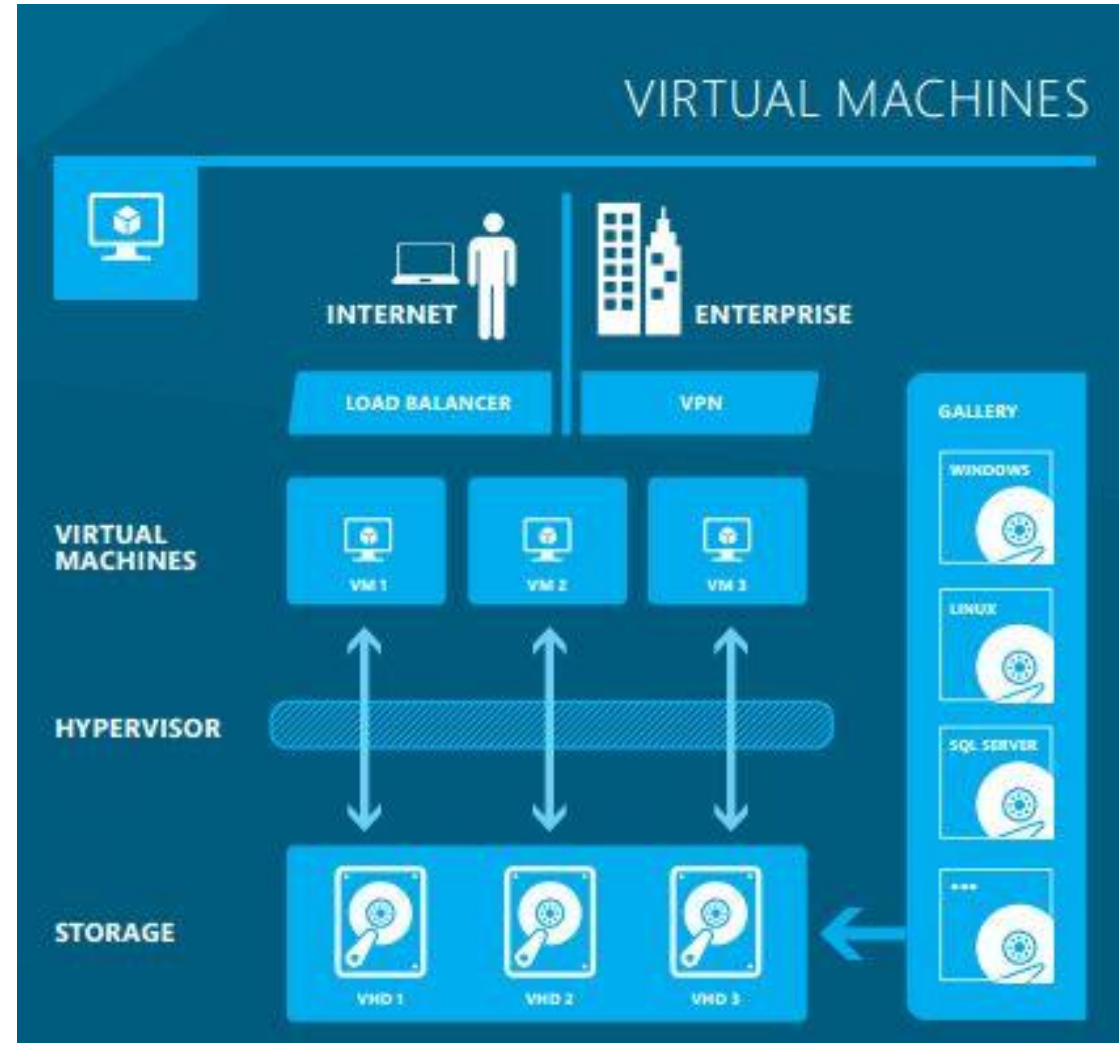 VIRTUAL MACHINES
INTERNET
ENTERPRISE
LOAD BALANCER
VPN
GALLERY
WINDOWS
LINUX
SQL SERVER
...
VIRTUAL
MACHINES
VM 1
VM 2
VM 3
HYPERVISOR
STORAGE
VHD 1
VHD 2
VHD 3